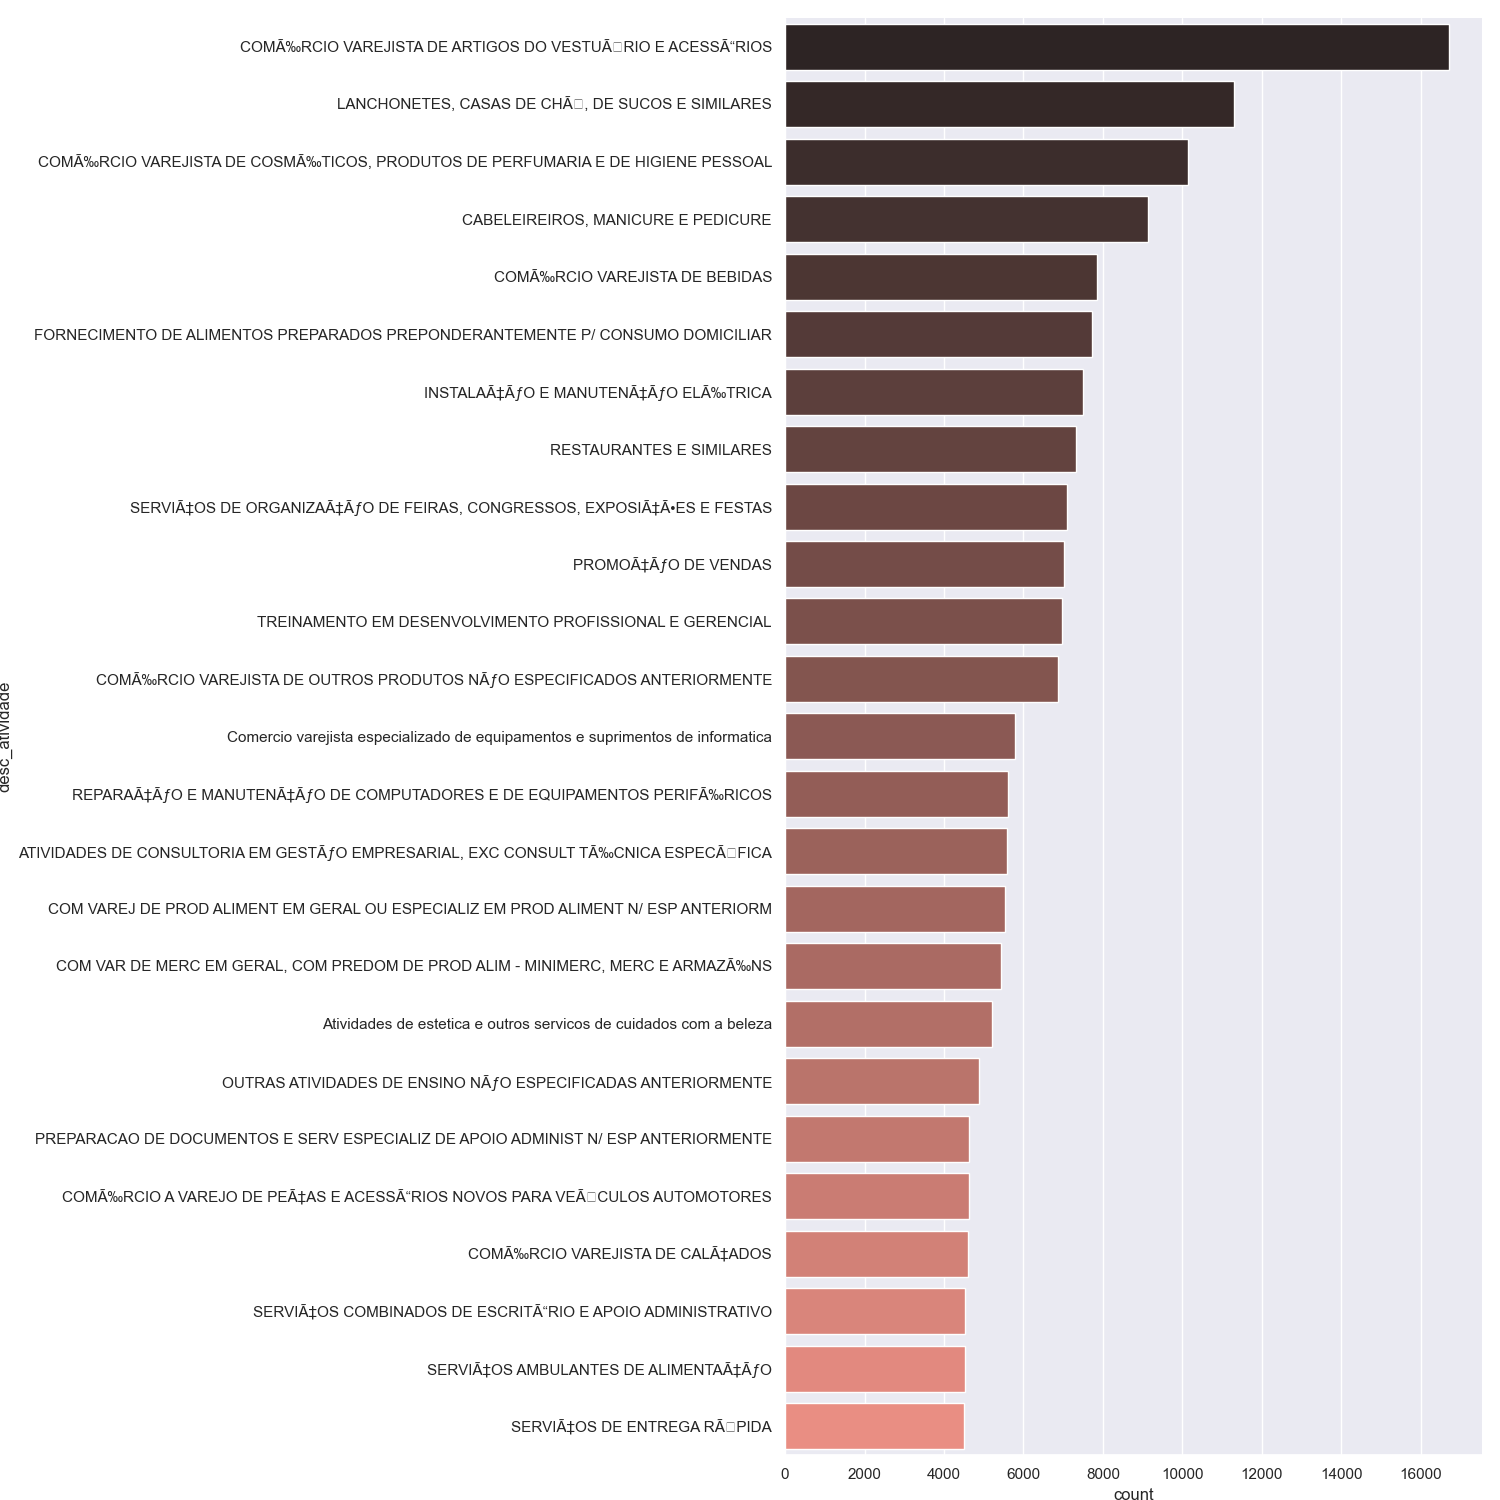 COMÃ‰RCIO VAREJISTA DE ARTIGOS DO VESTUÃ□RIO E ACESSÃ“RIOS
LANCHONETES, CASAS DE CHÃ□, DE SUCOS E SIMILARES
COMÃ‰RCIO VAREJISTA DE COSMÃ‰TICOS, PRODUTOS DE PERFUMARIA E DE HIGIENE PESSOAL
CABELEIREIROS, MANICURE E PEDICURE
COMÃ‰RCIO VAREJISTA DE BEBIDAS
FORNECIMENTO DE ALIMENTOS PREPARADOS PREPONDERANTEMENTE P/ CONSUMO DOMICILIAR
INSTALAÃ‡ÃƒO E MANUTENÃ‡ÃƒO ELÃ‰TRICA
RESTAURANTES E SIMILARES
SERVIÃ‡OS DE ORGANIZAÃ‡ÃƒO DE FEIRAS, CONGRESSOS, EXPOSIÃ‡Ã•ES E FESTAS
PROMOÃ‡ÃƒO DE VENDAS
TREINAMENTO EM DESENVOLVIMENTO PROFISSIONAL E GERENCIAL
COMÃ‰RCIO VAREJISTA DE OUTROS PRODUTOS NÃƒO ESPECIFICADOS ANTERIORMENTE
Comercio varejista especializado de equipamentos e suprimentos de informatica
REPARAÃ‡ÃƒO E MANUTENÃ‡ÃƒO DE COMPUTADORES E DE EQUIPAMENTOS PERIFÃ‰RICOS
ATIVIDADES DE CONSULTORIA EM GESTÃƒO EMPRESARIAL, EXC CONSULT TÃ‰CNICA ESPECÃ□FICA
COM VAREJ DE PROD ALIMENT EM GERAL OU ESPECIALIZ EM PROD ALIMENT N/ ESP ANTERIORM
COM VAR DE MERC EM GERAL, COM PREDOM DE PROD ALIM - MINIMERC, MERC E ARMAZÃ‰NS
Atividades de estetica e outros servicos de cuidados com a beleza
OUTRAS ATIVIDADES DE ENSINO NÃƒO ESPECIFICADAS ANTERIORMENTE
PREPARACAO DE DOCUMENTOS E SERV ESPECIALIZ DE APOIO ADMINIST N/ ESP ANTERIORMENTE
COMÃ‰RCIO A VAREJO DE PEÃ‡AS E ACESSÃ“RIOS NOVOS PARA VEÃ□CULOS AUTOMOTORES
COMÃ‰RCIO VAREJISTA DE CALÃ‡ADOS
SERVIÃ‡OS COMBINADOS DE ESCRITÃ“RIO E APOIO ADMINISTRATIVO
SERVIÃ‡OS AMBULANTES DE ALIMENTAÃ‡ÃƒO
SERVIÃ‡OS DE ENTREGA RÃ□PIDA
desc_atividade
0 2000 4000 6000 8000 10000 12000 14000 16000
count